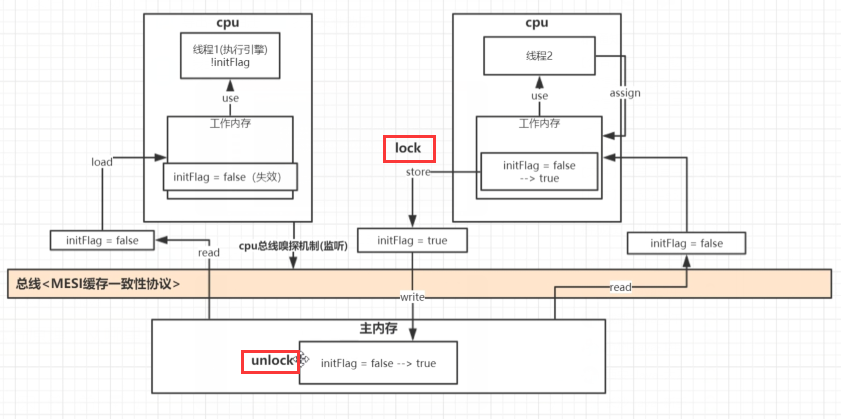 cpu
线程1(执行引擎)
!initFlag
use
工作内存
initFlag = false（失效）
load
initFlag = false
read
cpu总线嗅探机制(监听)
cpu
线程2
assign
use
工作内存
initFlag = false
--> true
lock
store
initFlag = true
initFlag = false
总线<MESI缓存一致性协议>
write
read
主内存
unlock
initFlag = false --> true